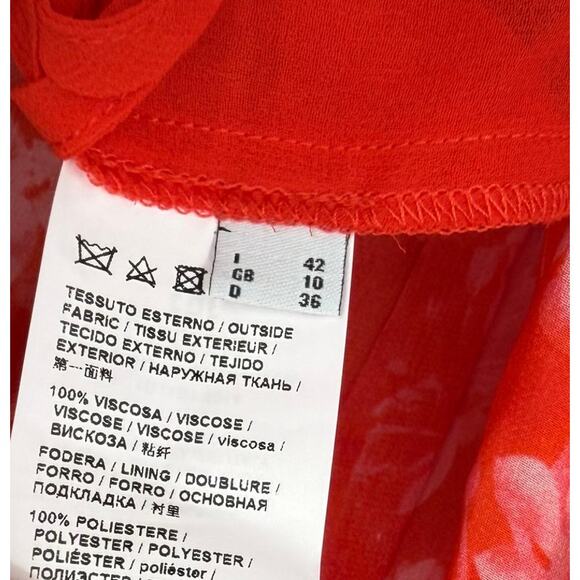 I 42
GB 10
D 36
TESSUTO ESTERNO / OUTSIDE
FABRIC / TISSU EXTERIEUR /
TECIDO EXTERNO / TEJIDO
EXTERIOR / НАРУЖНАЯ ТКАНЬ /
第一面料
100% VISCOSA / VISCOSE /
VISCOSE / VISCOSE / viscosa /
ВИСКОЗА / 粘纤
FODERA / LINING / DOUBLURE /
FORRO / FORRO / ОСНОВНАЯ
ПОДКЛАДКА / 衬里
100% POLIESTERE /
POLYESTER / POLYESTER /
POLIÉSTER / poliéster /
ПОЛИЭСТЕР